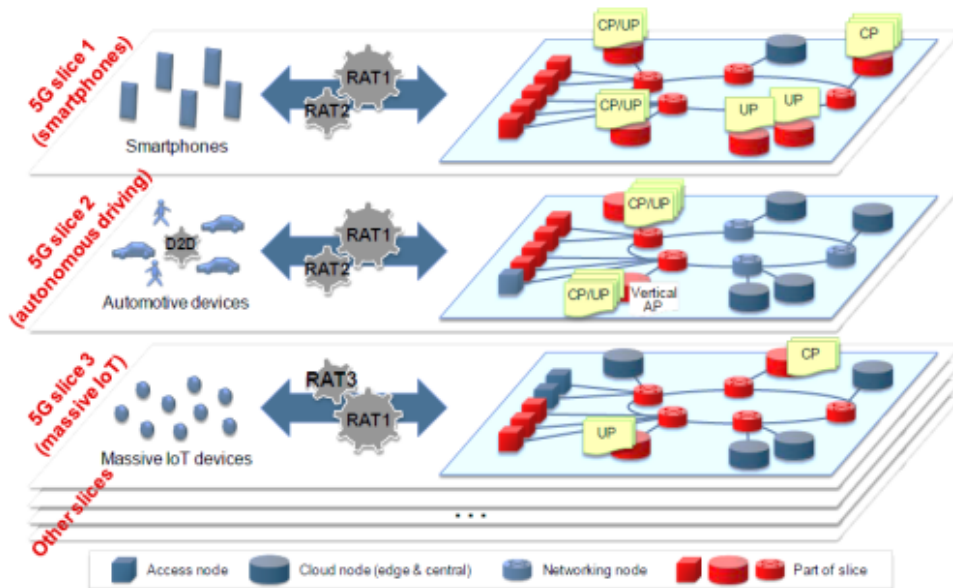 5G slice 1
(smartphones)
Smartphones
RAT1
RAT2
CP/UP
CP
CP/UP
UP
UP
5G slice 2
(autonomous driving)
D2D
Automotive devices
RAT1
RAT2
CP/UP
CP/UP
Vertical
AP
5G slice 3
(massive IoT)
Massive IoT devices
RAT3
RAT1
CP
UP
Other slices
...
Access node
Cloud node (edge & central)
Networking node
Part of slice